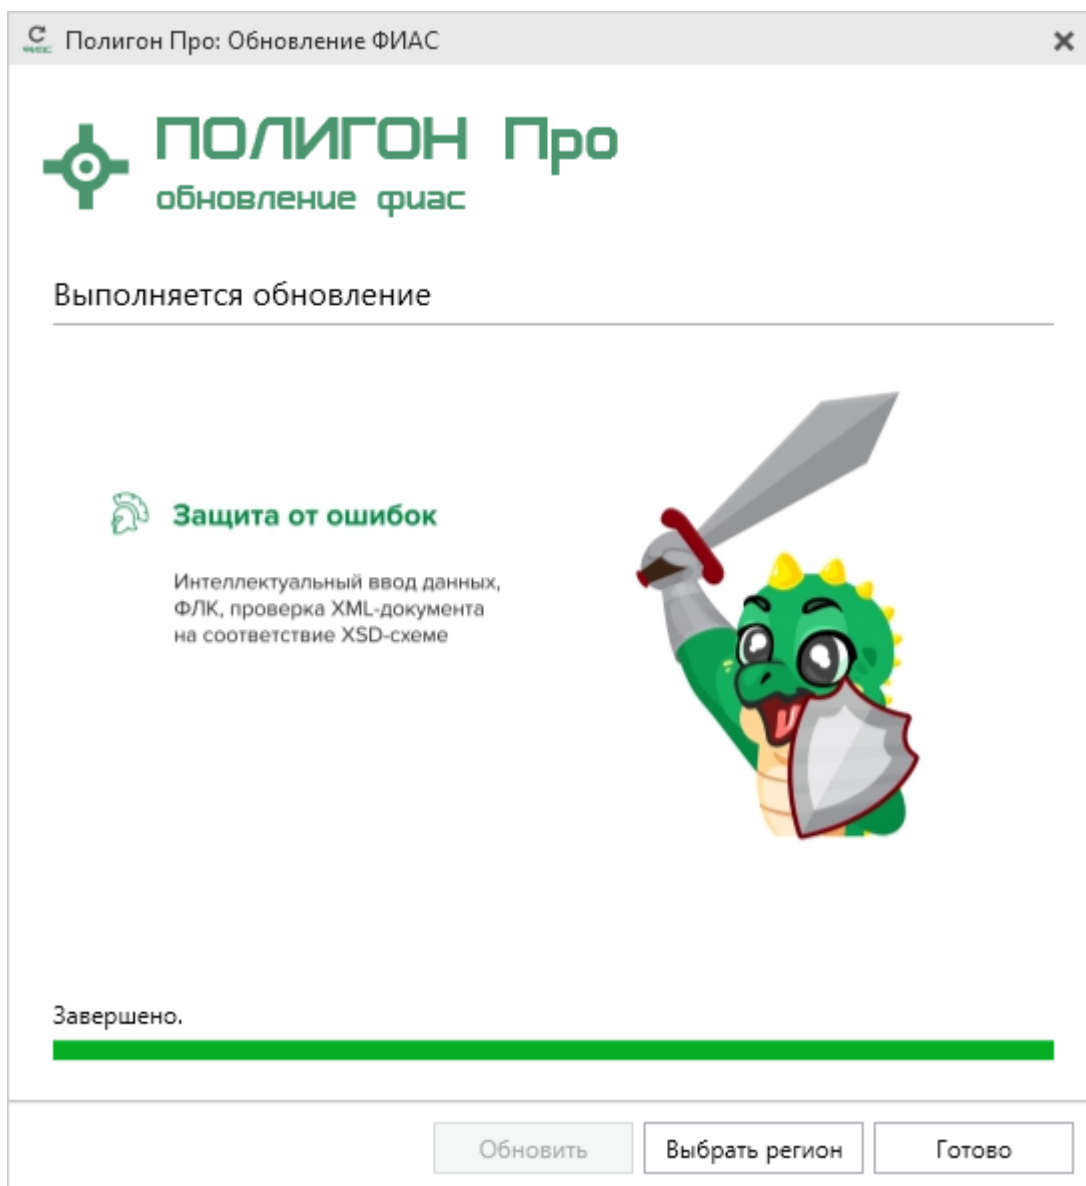 Полигон Про: Обновление ФИАС
ПОЛИГОН Про
обновление фиас
Выполняется обновление
Защита от ошибок
Интеллектуальный ввод данных,
ФЛК, проверка XML-документа
на соответствие XSD-схеме
Завершено.
Обновить
Выбрать регион
Готово